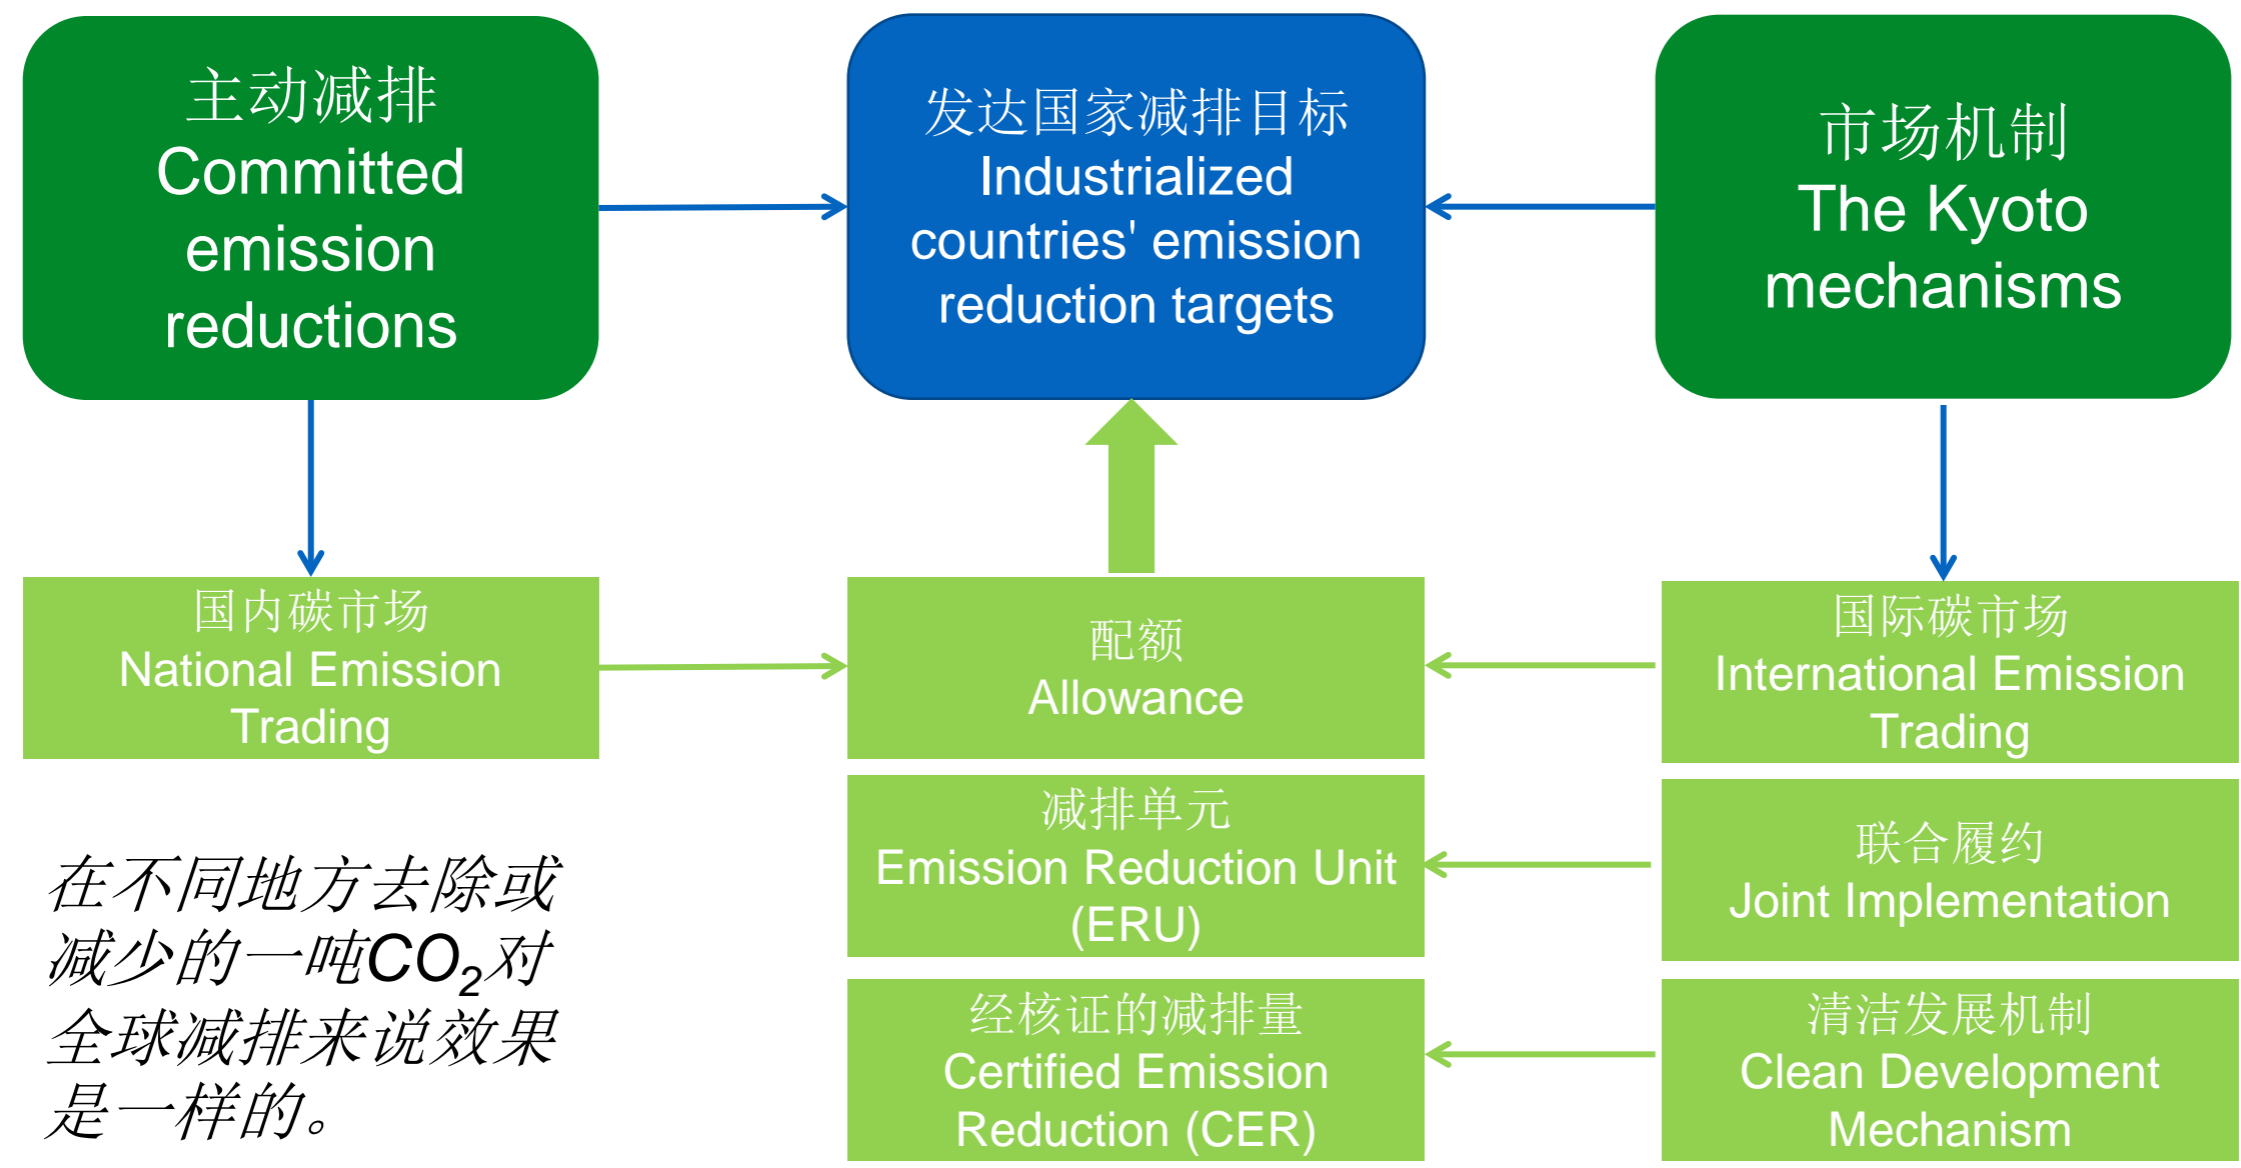 主动减排
Committed
emission
reductions
发达国家减排目标
Industrialized
countries' emission
reduction targets
市场机制
The Kyoto
mechanisms
国内碳市场
National Emission
Trading
配额
Allowance
国际碳市场
International Emission
Trading
减排单元
Emission Reduction Unit
(ERU)
联合履约
Joint Implementation
经核证的减排量
Certified Emission
Reduction (CER)
清洁发展机制
Clean Development
Mechanism
在不同地方去除或
减少的一吨CO₂对
全球减排来说效果
是一样的。